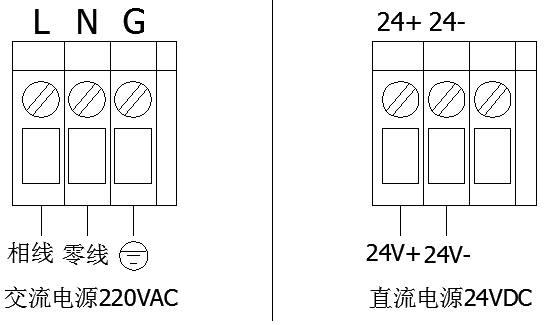 L N G
24+ 24-
相线 零线
24V+ 24V-
交流电源220VAC
直流电源24VDC